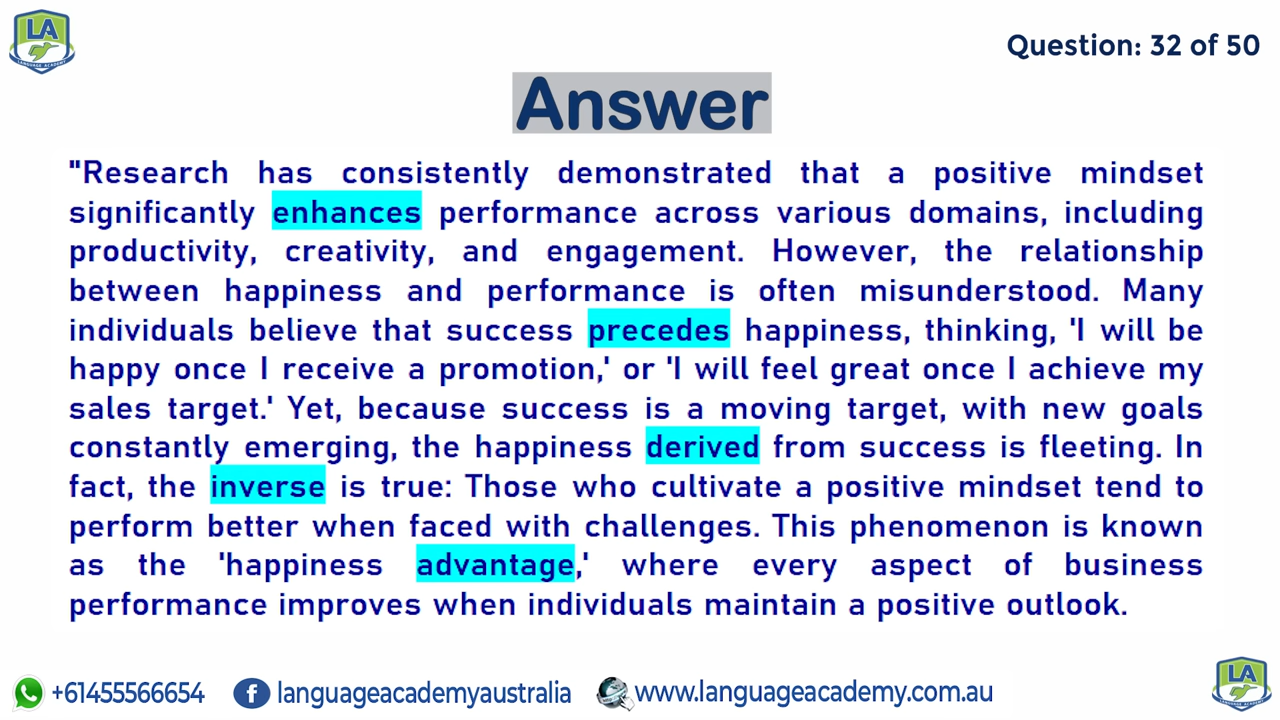 LA
LANGUAGE ACADEMY
Question: 32 of 50
Answer
"Research has consistently demonstrated that a positive mindset
significantly enhances performance across various domains, including
productivity, creativity, and engagement. However, the relationship
between happiness and performance is often misunderstood. Many
individuals believe that success precedes happiness, thinking, 'I will be
happy once I receive a promotion,' or 'I will feel great once I achieve my
sales target.' Yet, because success is a moving target, with new goals
constantly emerging, the happiness derived from success is fleeting. In
fact, the inverse is true: Those who cultivate a positive mindset tend to
perform better when faced with challenges. This phenomenon is known
as the 'happiness advantage,' where every aspect of business
performance improves when individuals maintain a positive outlook.
+61455566654
languageacademyaustralia
www.languageacademy.com.au
LA
LANGUAGE ACADEMY